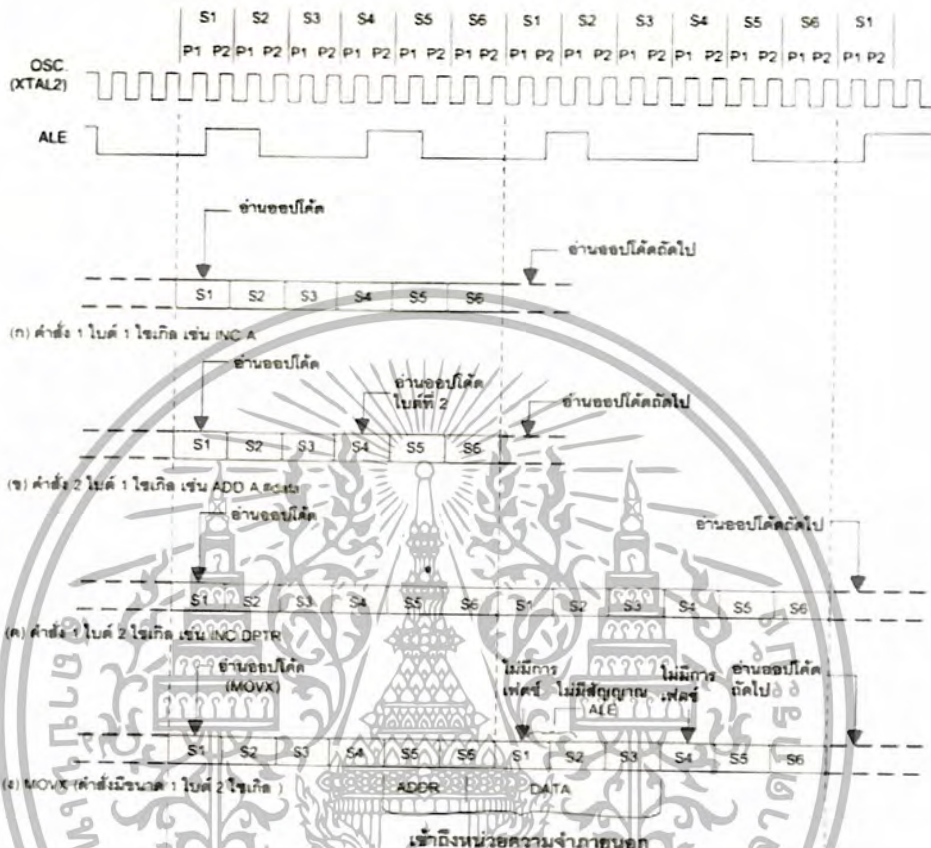 S1 S2 S3 S4 S5 S6 S1 S2 S3 S4 S5 S6 S1
P1 P2 P1 P2 P1 P2 P1 P2 P1 P2 P1 P2 P1 P2 P1 P2 P1 P2 P1 P2 P1 P2 P1 P2 P1 P2
OSC.
(XTAL2)
ALE
อ่านออปโค้ด
อ่านออปโค้ดถัดไป
S1 S2 S3 S4 S5 S6
(ก) คำสั่ง 1 ไบต์ 1 ไซเกิล เช่น INC A
อ่านออปโค้ด
อ่านออปโค้ด
ไบต์ที่ 2
อ่านออปโค้ดถัดไป
S1 S2 S3 S4 S5 S6
(ข) คำสั่ง 2 ไบต์ 1 ไซเกิล เช่น ADD A,#data
อ่านออปโค้ด
อ่านออปโค้ดถัดไป
S1 S2 S3 S4 S5 S6 S1 S2 S3 S4 S5 S6
(ค) คำสั่ง 1 ไบต์ 2 ไซเกิล เช่น INC DPTR
อ่านออปโค้ด
(MOVX)
ไม่มีการ
เฟตช์
ไม่มีสัญญาณ
ALE
ไม่มีการ
เฟตช์
อ่านออปโค้ด
ถัดไป
S1 S2 S3 S4 S5 S6 S1 S2 S3 S4 S5 S6
(ง) MOVX (คำสั่งมีขนาด 1 ไบต์ 2 ไซเกิล )
ADDR DATA
เข้าถึงหน่วยความจำภายนอก